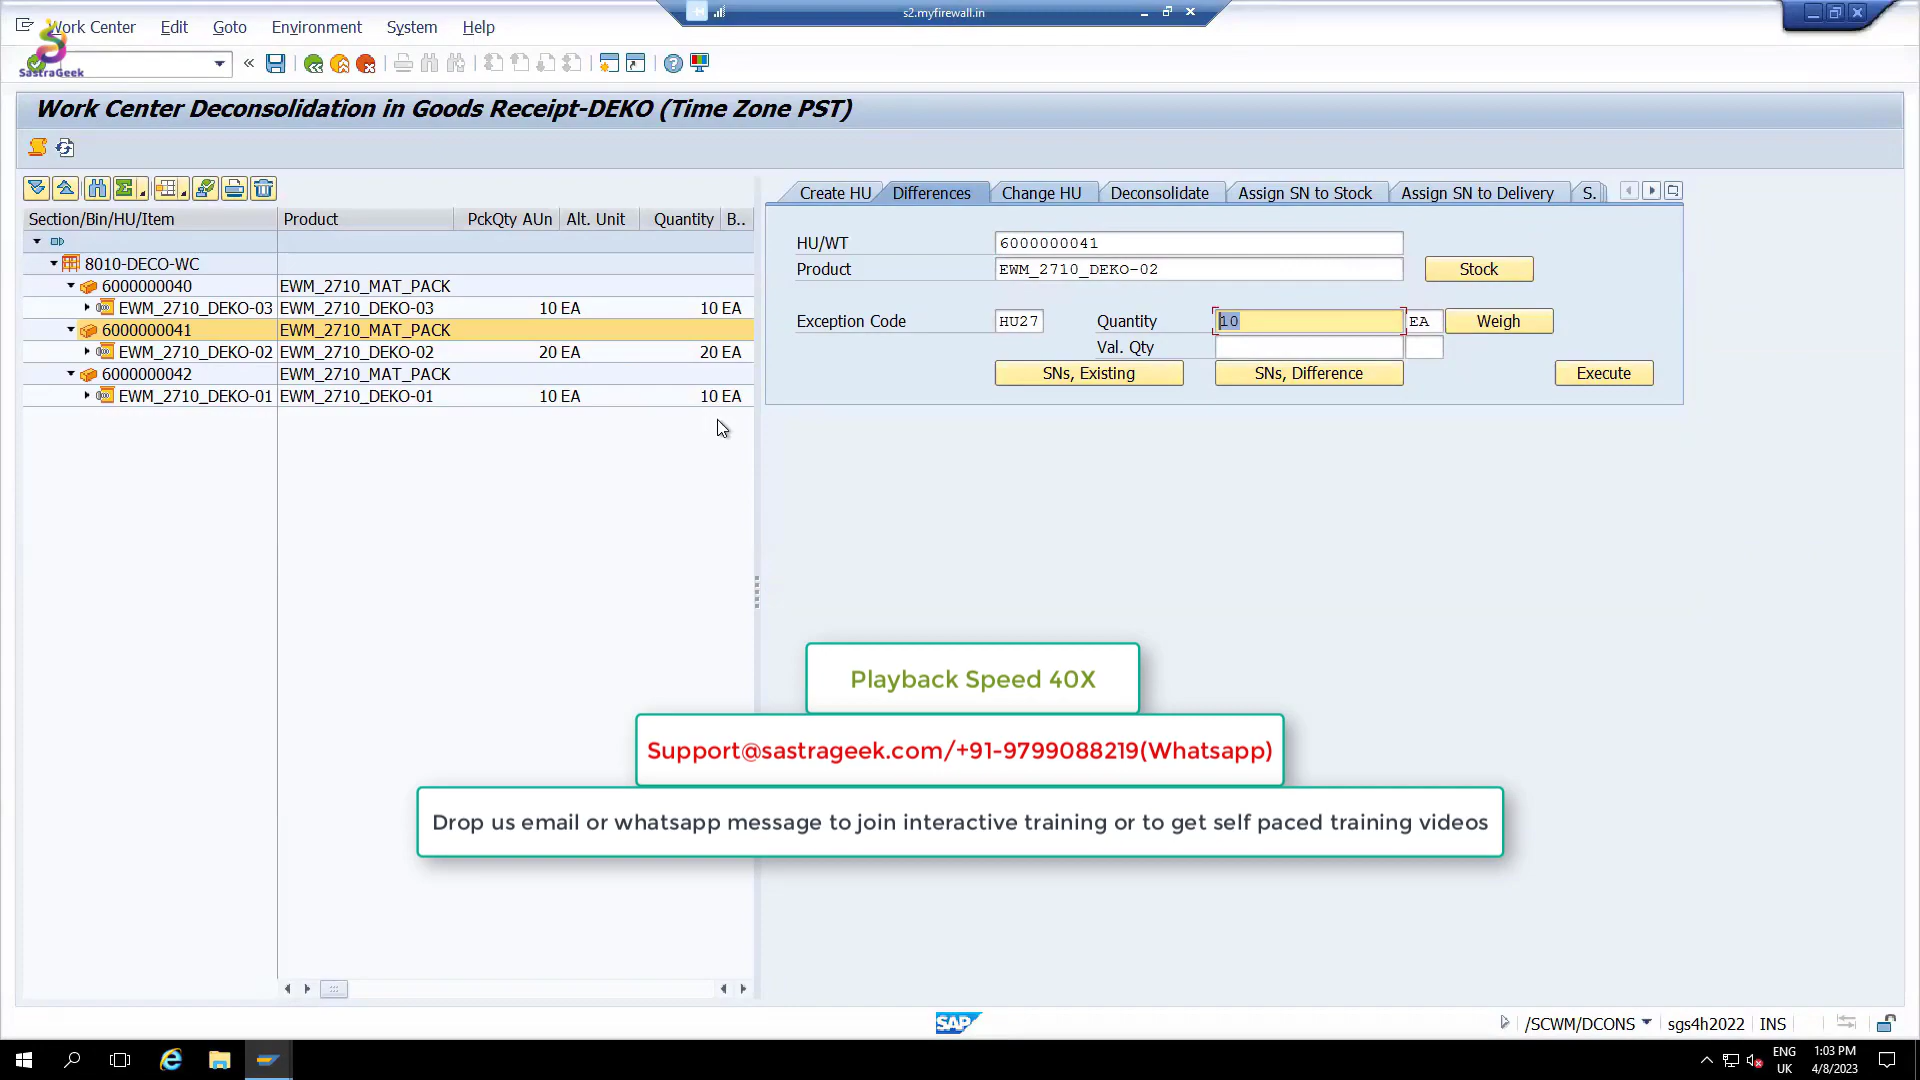 s2.myfirewall.in
Work Center Edit Goto Environment System Help
SastraGeek
Work Center Deconsolidation in Goods Receipt-DEKO (Time Zone PST)
Create HU Differences Change HU Deconsolidate Assign SN to Stock Assign SN to Delivery S.
Section/Bin/HU/Item Product PckQty AUn Alt. Unit Quantity B..
8010-DECO-WC
6000000040 EWM_2710_MAT_PACK
EWM_2710_DEKO-03 EWM_2710_DEKO-03 10 EA 10 EA
6000000041 EWM_2710_MAT_PACK
EWM_2710_DEKO-02 EWM_2710_DEKO-02 20 EA 20 EA
6000000042 EWM_2710_MAT_PACK
EWM_2710_DEKO-01 EWM_2710_DEKO-01 10 EA 10 EA
HU/WT 6000000041
Product EWM_2710_DEKO-02 Stock
Exception Code HU27 Quantity 10 EA Weigh
Val. Qty
SNs, Existing SNs, Difference Execute
Playback Speed 40X
Support@sastrageek.com/+91-9799088219(Whatsapp)
Drop us email or whatsapp message to join interactive training or to get self paced training videos
SAP
/SCWM/DCONS sgs4h2022 INS
ENG
UK
1:03 PM
4/8/2023